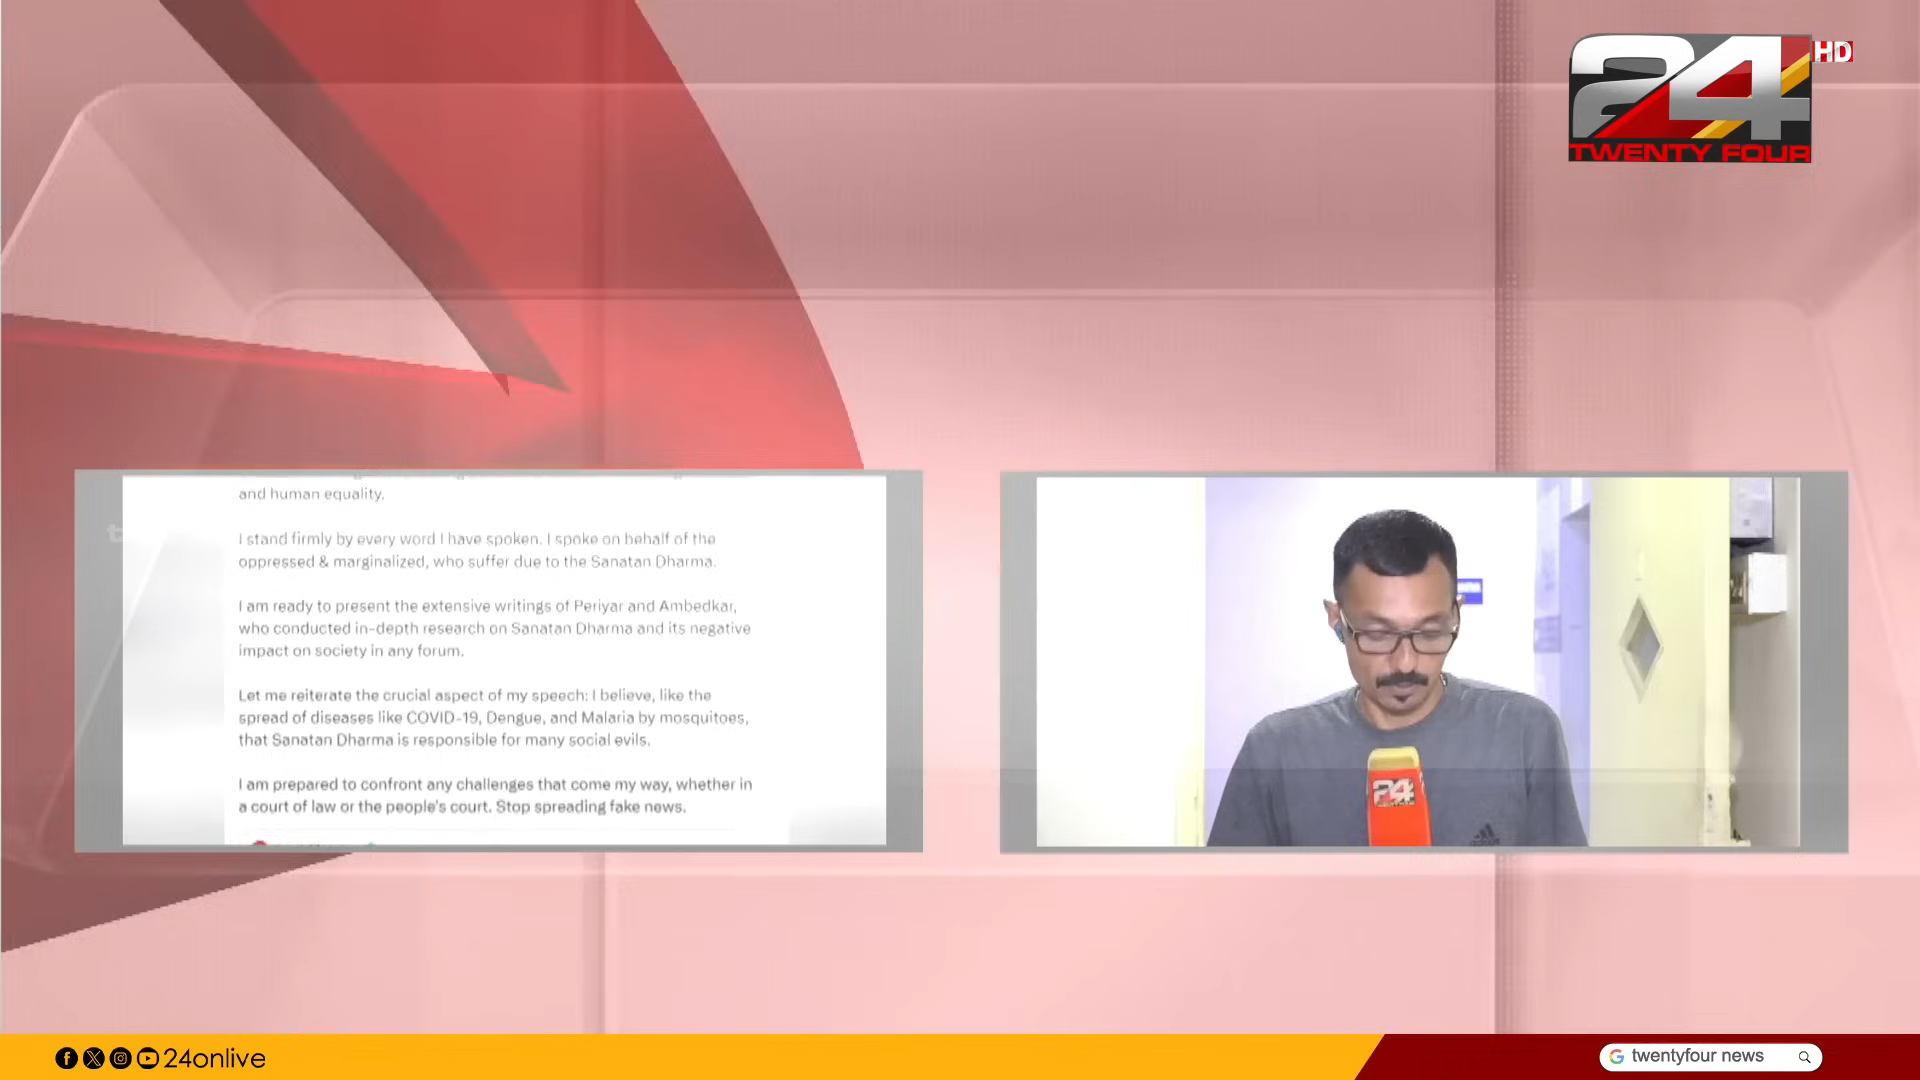 24
HD
TWENTY FOUR
and human equality.
I stand firmly by every word I have spoken. I spoke on behalf of the
oppressed & marginalized, who suffer due to the Sanatan Dharma.
I am ready to present the extensive writings of Periyar and Ambedkar,
who conducted in-depth research on Sanatan Dharma and its negative
impact on society in any forum.
Let me reiterate the crucial aspect of my speech: I believe, like the
spread of diseases like COVID-19, Dengue, and Malaria by mosquitoes,
that Sanatan Dharma is responsible for many social evils.
I am prepared to confront any challenges that come my way, whether in
a court of law or the people's court. Stop spreading fake news.
24
24onlive
twentyfour news